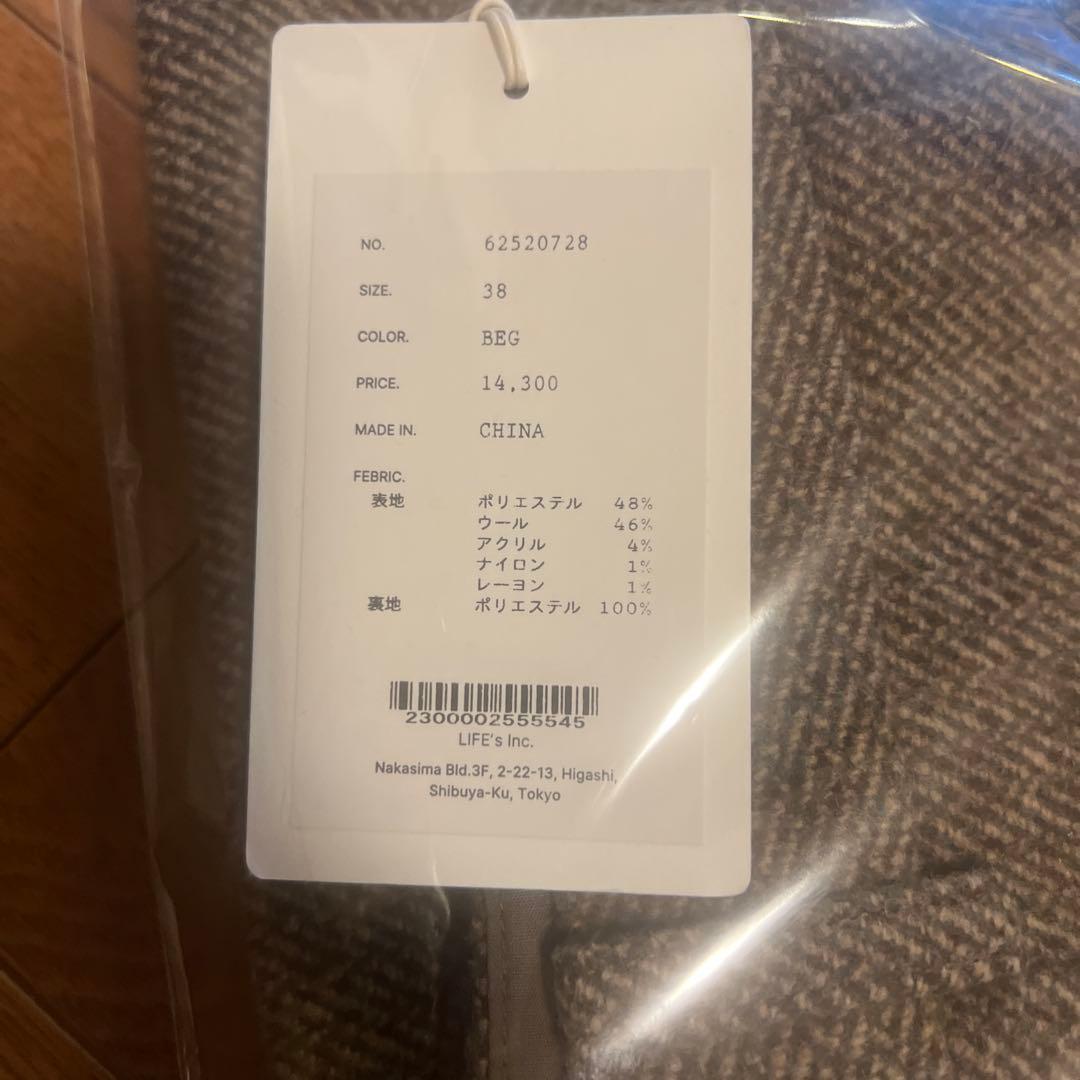 NO. 62520728
SIZE. 38
COLOR. BEG
PRICE. 14,300
MADE IN. CHINA
FEBRIC.
表地 ポリエステル 48%
ウール 46%
アクリル 4%
ナイロン 1%
レーヨン 1%
裏地 ポリエステル 100%
2300002555545
LIFE's Inc.
Nakasima Bld.3F, 2-22-13, Higashi,
Shibuya-Ku, Tokyo